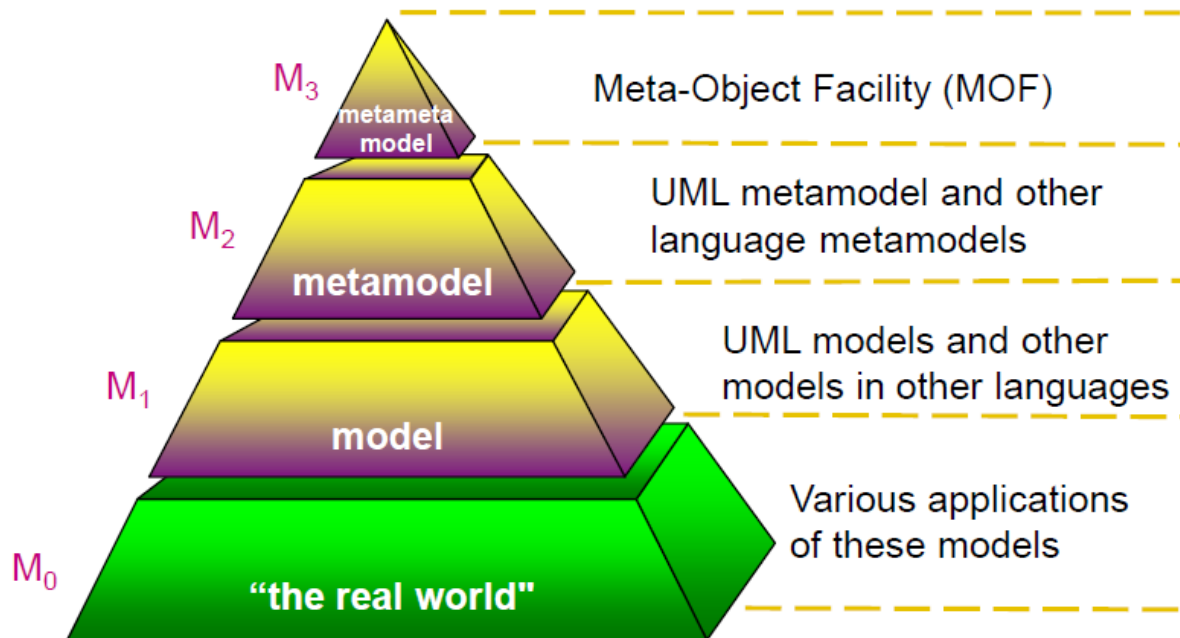 M3
metameta
model
Meta-Object Facility (MOF)
M2
metamodel
UML metamodel and other
language metamodels
M1
model
UML models and other
models in other languages
M0
“the real world"
Various applications
of these models